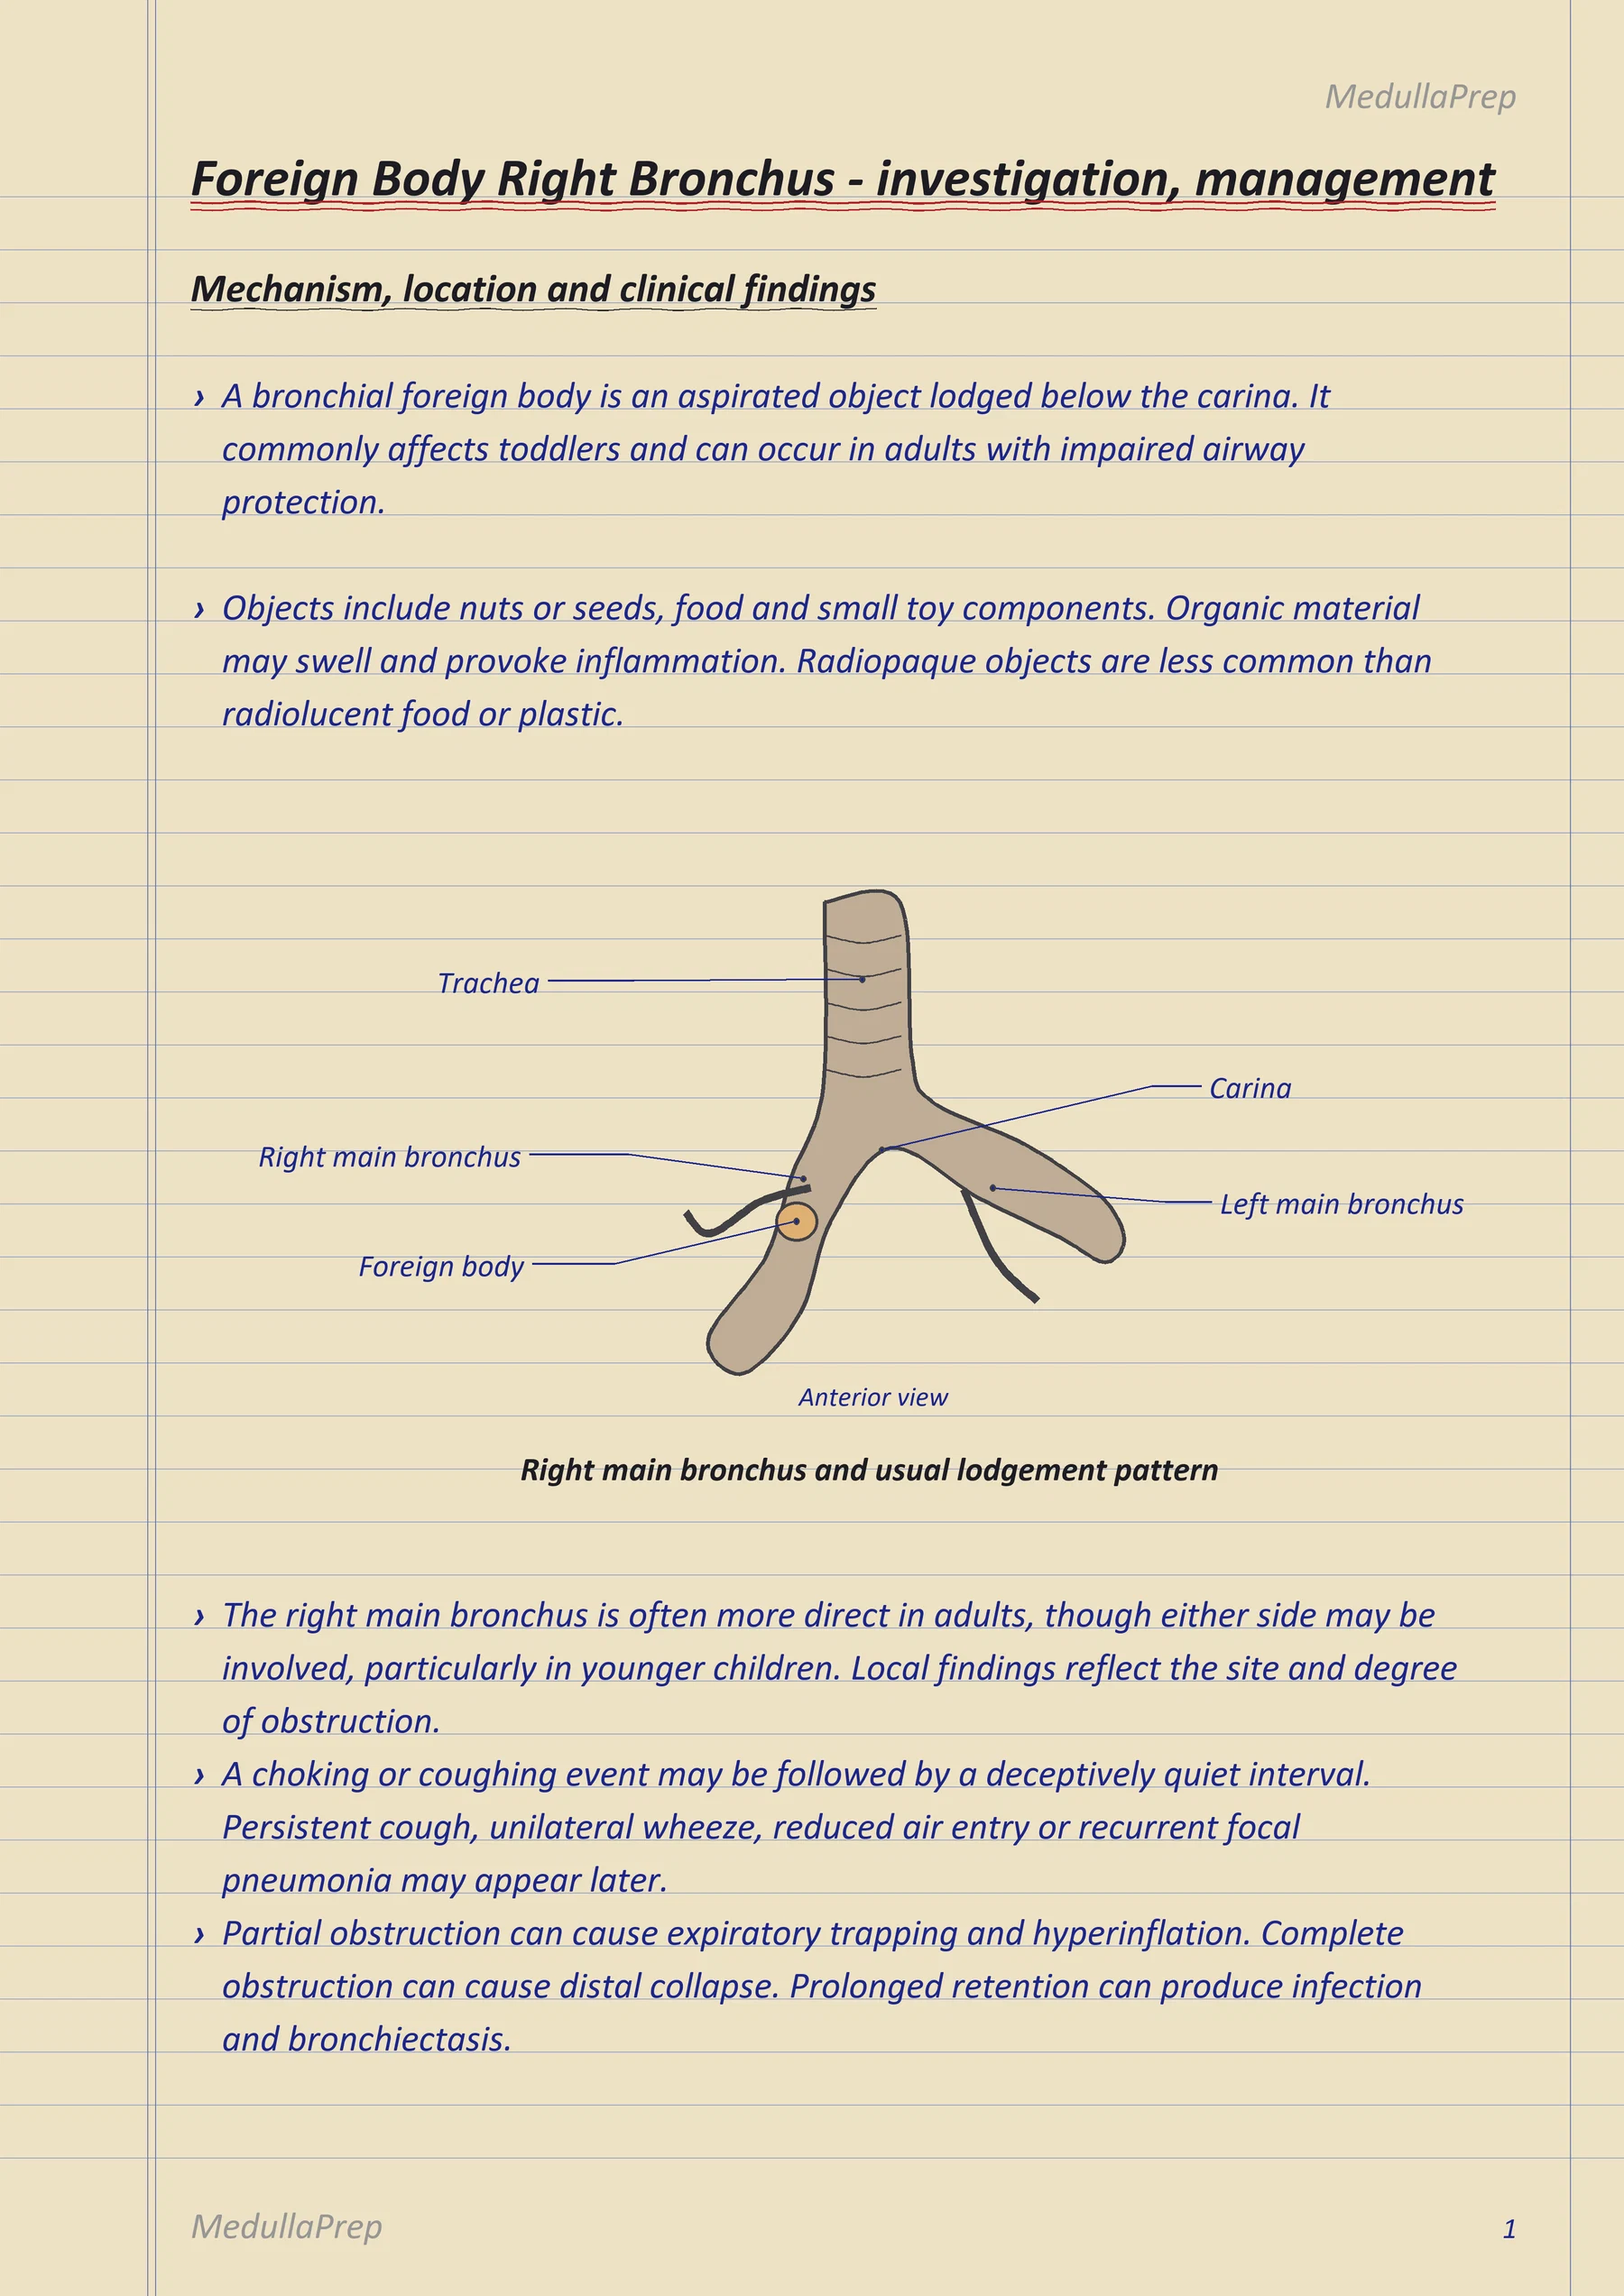 MedullaPrep
Foreign Body Right Bronchus - investigation, management
Mechanism, location and clinical findings
› A bronchial foreign body is an aspirated object lodged below the carina. It
commonly affects toddlers and can occur in adults with impaired airway
protection.
› Objects include nuts or seeds, food and small toy components. Organic material
may swell and provoke inflammation. Radiopaque objects are less common than
radiolucent food or plastic.
Trachea
Carina
Right main bronchus
Left main bronchus
Foreign body
Anterior view
Right main bronchus and usual lodgement pattern
› The right main bronchus is often more direct in adults, though either side may be
involved, particularly in younger children. Local findings reflect the site and degree
of obstruction.
› A choking or coughing event may be followed by a deceptively quiet interval.
Persistent cough, unilateral wheeze, reduced air entry or recurrent focal
pneumonia may appear later.
› Partial obstruction can cause expiratory trapping and hyperinflation. Complete
obstruction can cause distal collapse. Prolonged retention can produce infection
and bronchiectasis.
MedullaPrep
1